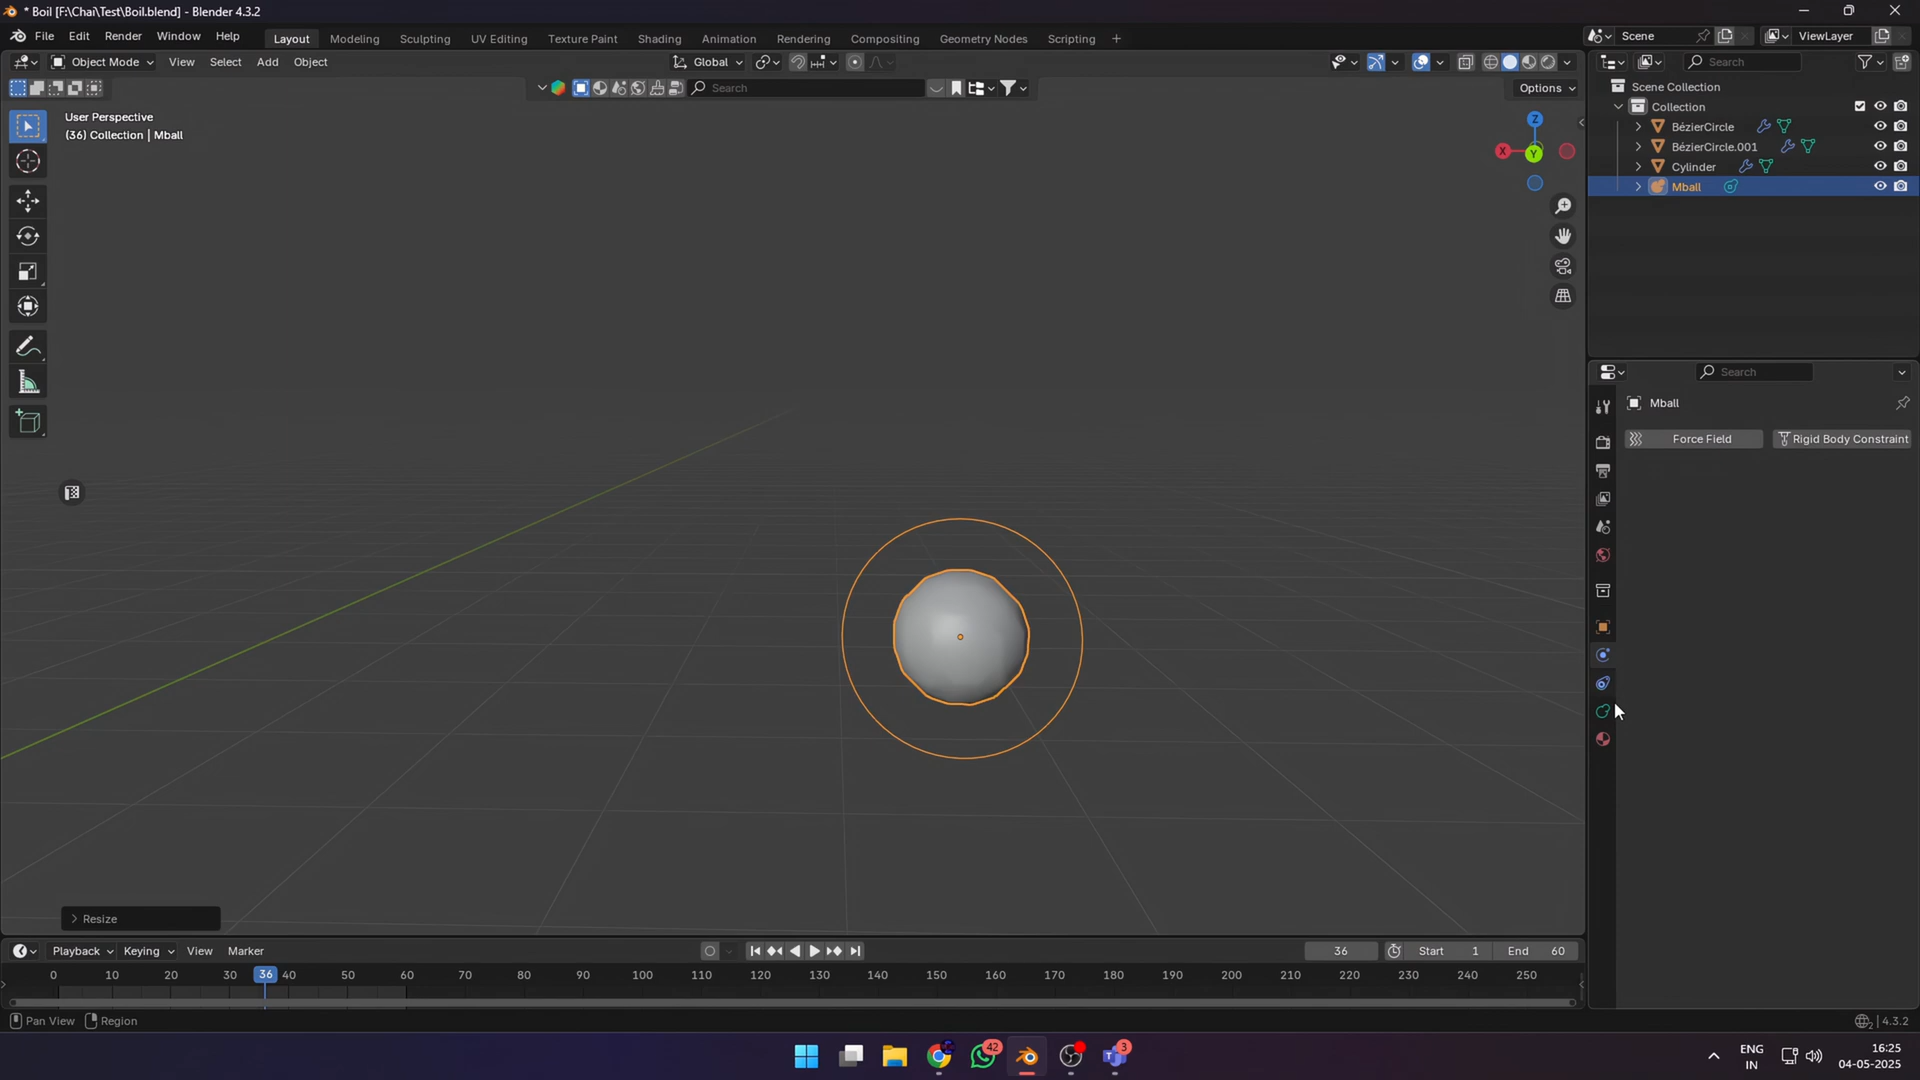 * Boil [F:\Chai\Test\Boil.blend] - Blender 4.3.2
File Edit Render Window Help
Layout Modeling Sculpting UV Editing Texture Paint Shading Animation Rendering Compositing Geometry Nodes Scripting +
Scene ViewLayer
Object Mode View Select Add Object
Global
Search
Search
Options
User Perspective
(36) Collection | Mball
Z
X
Y
Scene Collection
Collection
BézierCircle
BézierCircle.001
Cylinder
Mball
Search
Mball
Force Field Rigid Body Constraint
Resize
Playback Keying View Marker
36 Start 1 End 60
0 10 20 30 36 40 50 60 70 80 90 100 110 120 130 140 150 160 170 180 190 200 210 220 230 240 250
Pan View Region
4.3.2
42
3
ENG
IN
16:25
04-05-2025